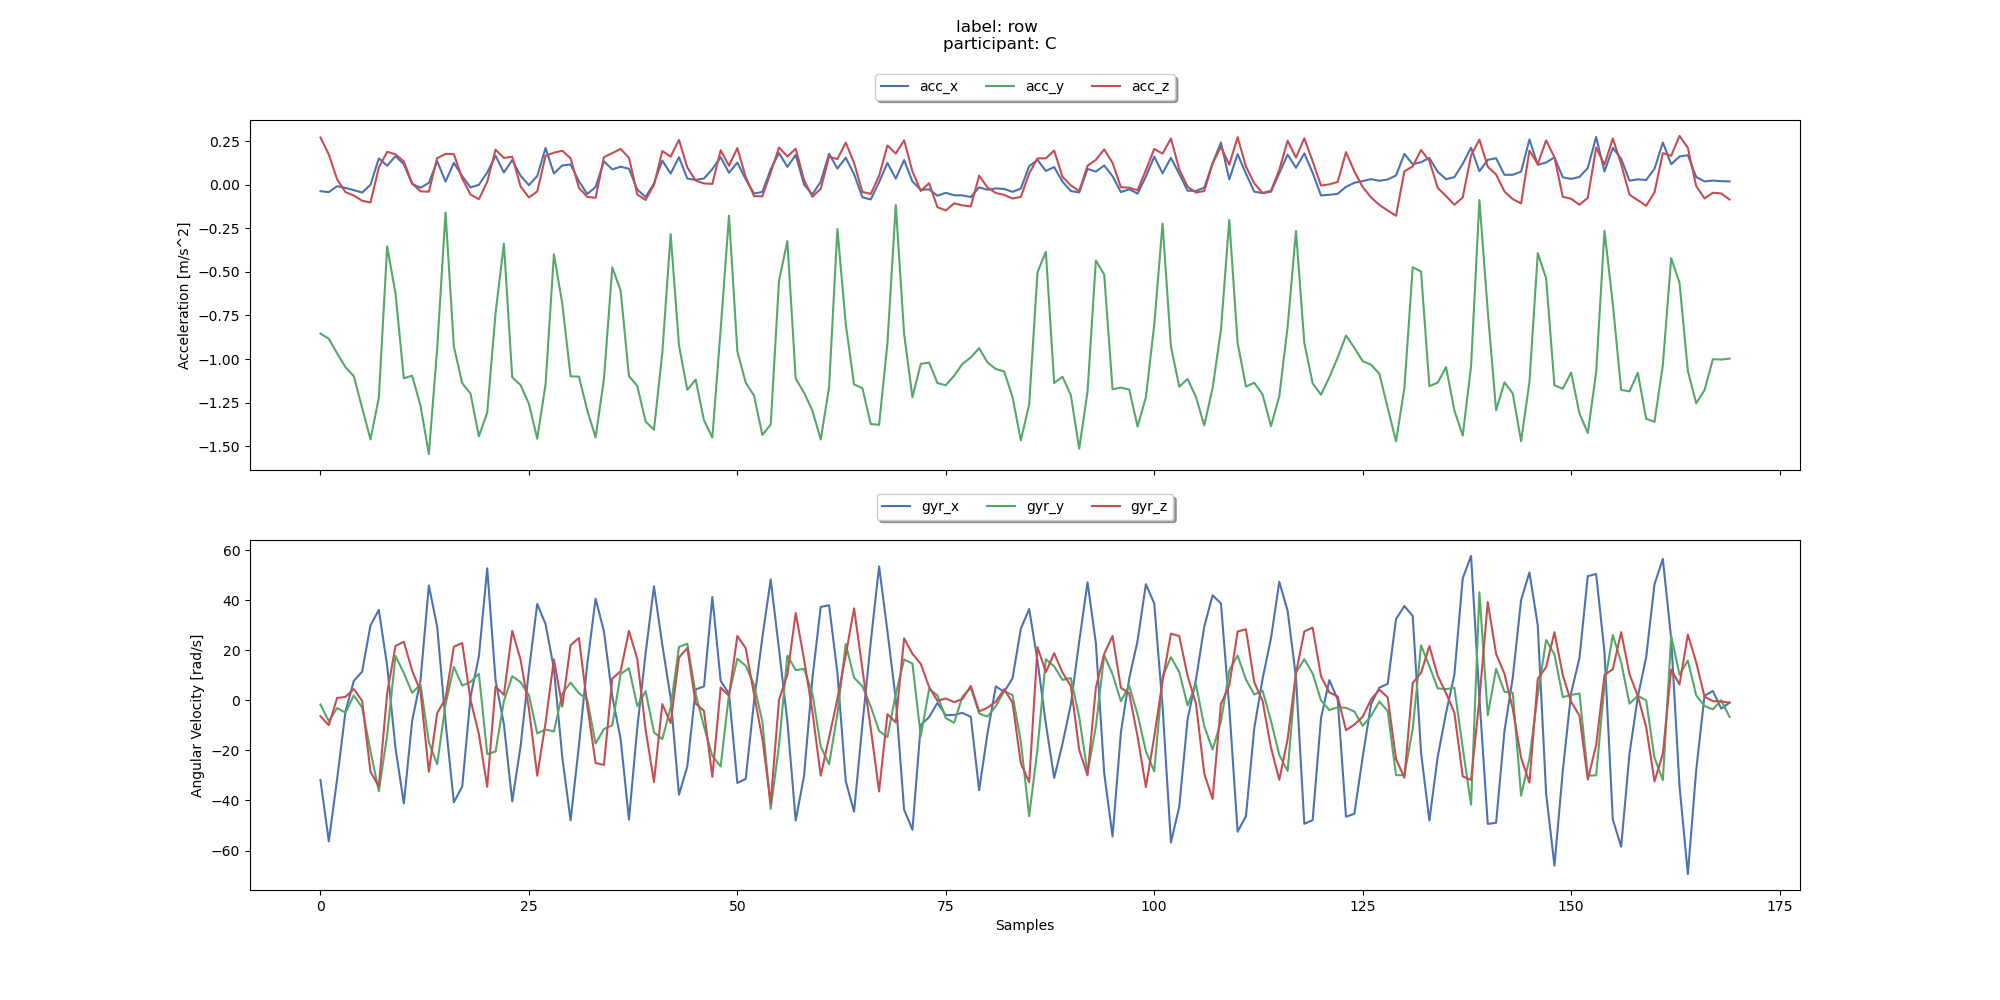 label: row
participant: C
acc_x acc_y acc_z
0.25
0.00
−0.25
−0.50
−0.75
−1.00
−1.25
−1.50
Acceleration [m/s^2]
gyr_x gyr_y gyr_z
60
40
20
0
−20
−40
−60
Angular Velocity [rad/s]
0 25 50 75 100 125 150 175
Samples